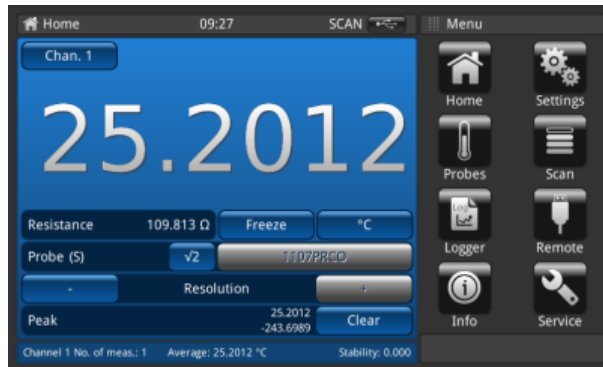 Home 09:27 SCAN Menu
Chan. 1
25.2012
Home Settings
Probes Scan
Resistance 109.813 Ω Freeze °C
Probe (S) √2 1107PRCO
Logger Remote
- Resolution +
Peak 25.2012 -243.6989 Clear
Info Service
Channel 1 No. of meas.: 1 Average: 25.2012 °C Stability: 0.000